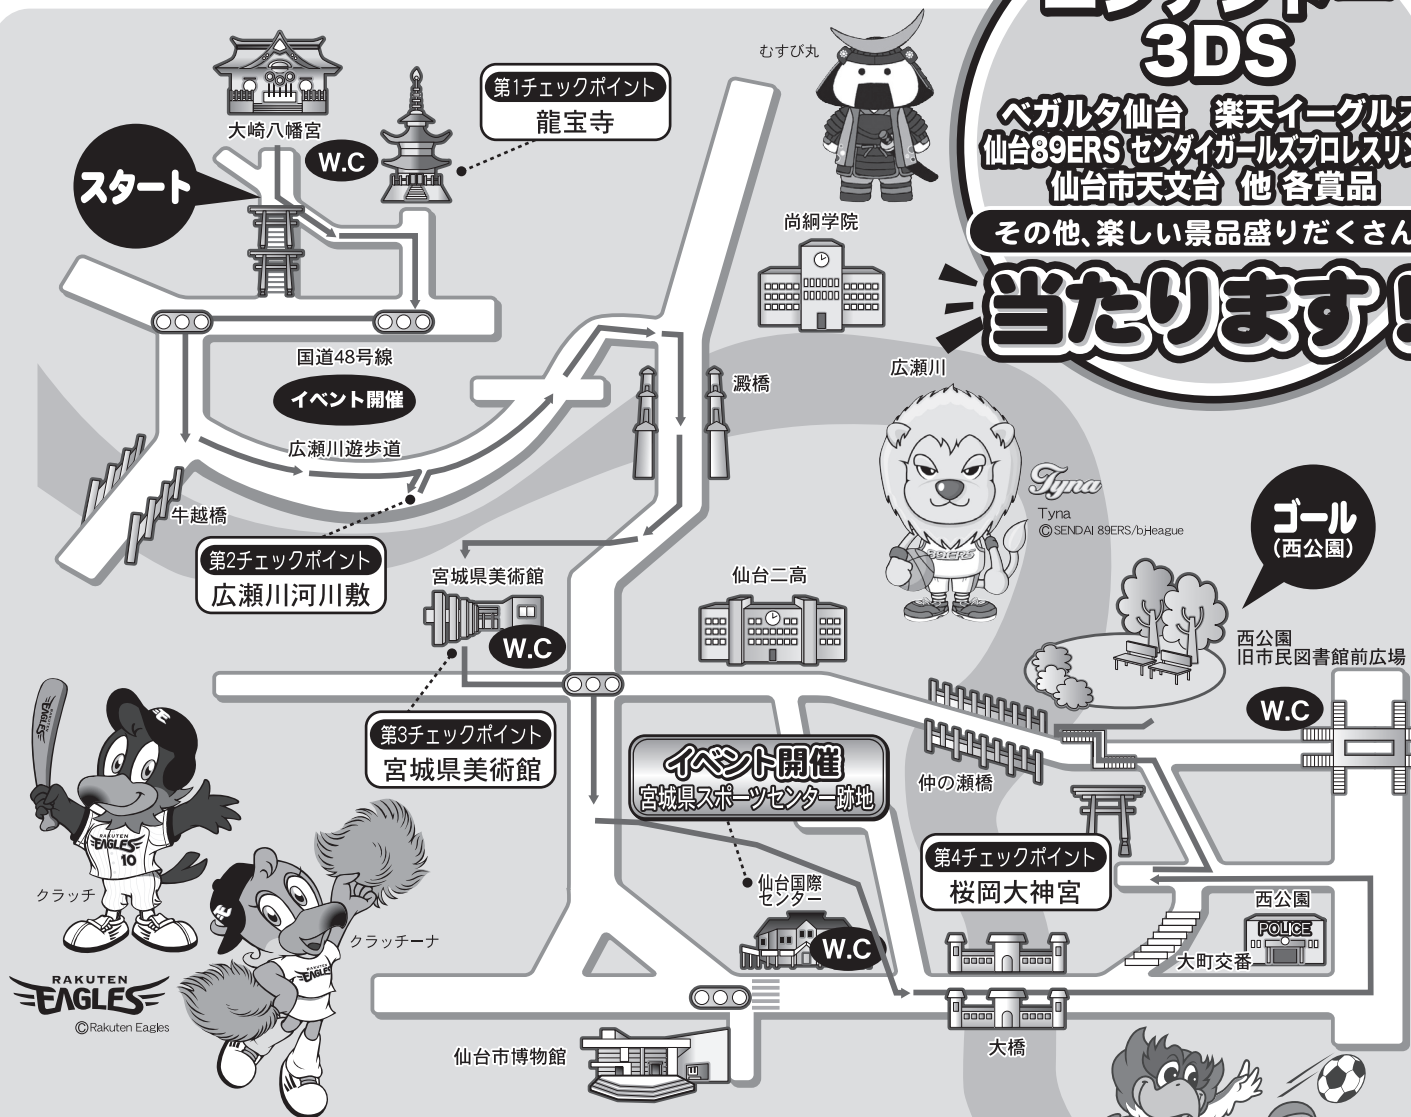 3DS
ベガルタ仙台 楽天イーグルス
仙台89ERS センダイガールズプロレスリン
仙台市天文台 他 各賞品
その他、楽しい景品盛りだくさん
当たります!
むすび丸
大崎八幡宮
W.C
第1チェックポイント
龍宝寺
スタート
尚絅学院
国道48号線
イベント開催
広瀬川遊歩道
澱橋
広瀬川
牛越橋
第2チェックポイント
広瀬川河川敷
89ERS
Tyna
Tyna
©SENDAI 89ERS/bj-league
ゴール
(西公園)
宮城県美術館
W.C
仙台二高
西公園
旧市民図書館前広場
W.C
第3チェックポイント
宮城県美術館
イベント開催
宮城県スポーツセンター跡地
仲の瀬橋
第4チェックポイント
桜岡大神宮
仙台国際
センター
W.C
西公園
POLICE
大町交番
大橋
仙台市博物館
EAGLES
RAKUTEN
EAGLES
10
クラッチ
EAGLES
クラッチーナ
RAKUTEN
EAGLES
©Rakuten Eagles